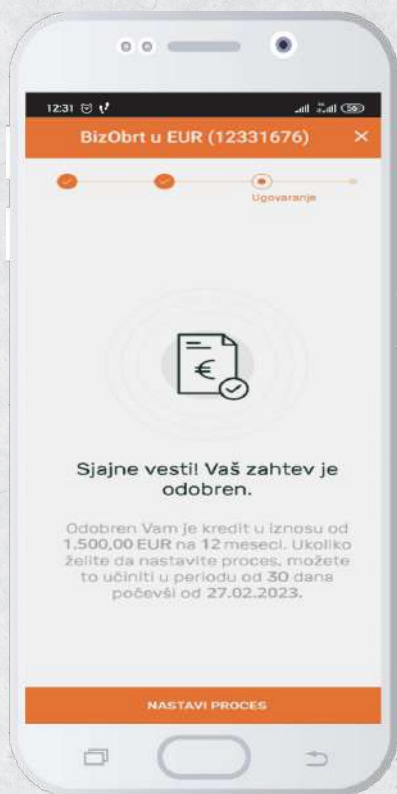 12:31
56
BizObrt u EUR (12331676) ×
Ugovaranje
€
Sjajne vesti! Vaš zahtev je
odobren.
Odobren Vam je kredit u iznosu od
1.500,00 EUR na 12 meseci. Ukoliko
želite da nastavite proces, možete
to učiniti u periodu od 30 dana
počevši od 27.02.2023.
NASTAVI PROCES